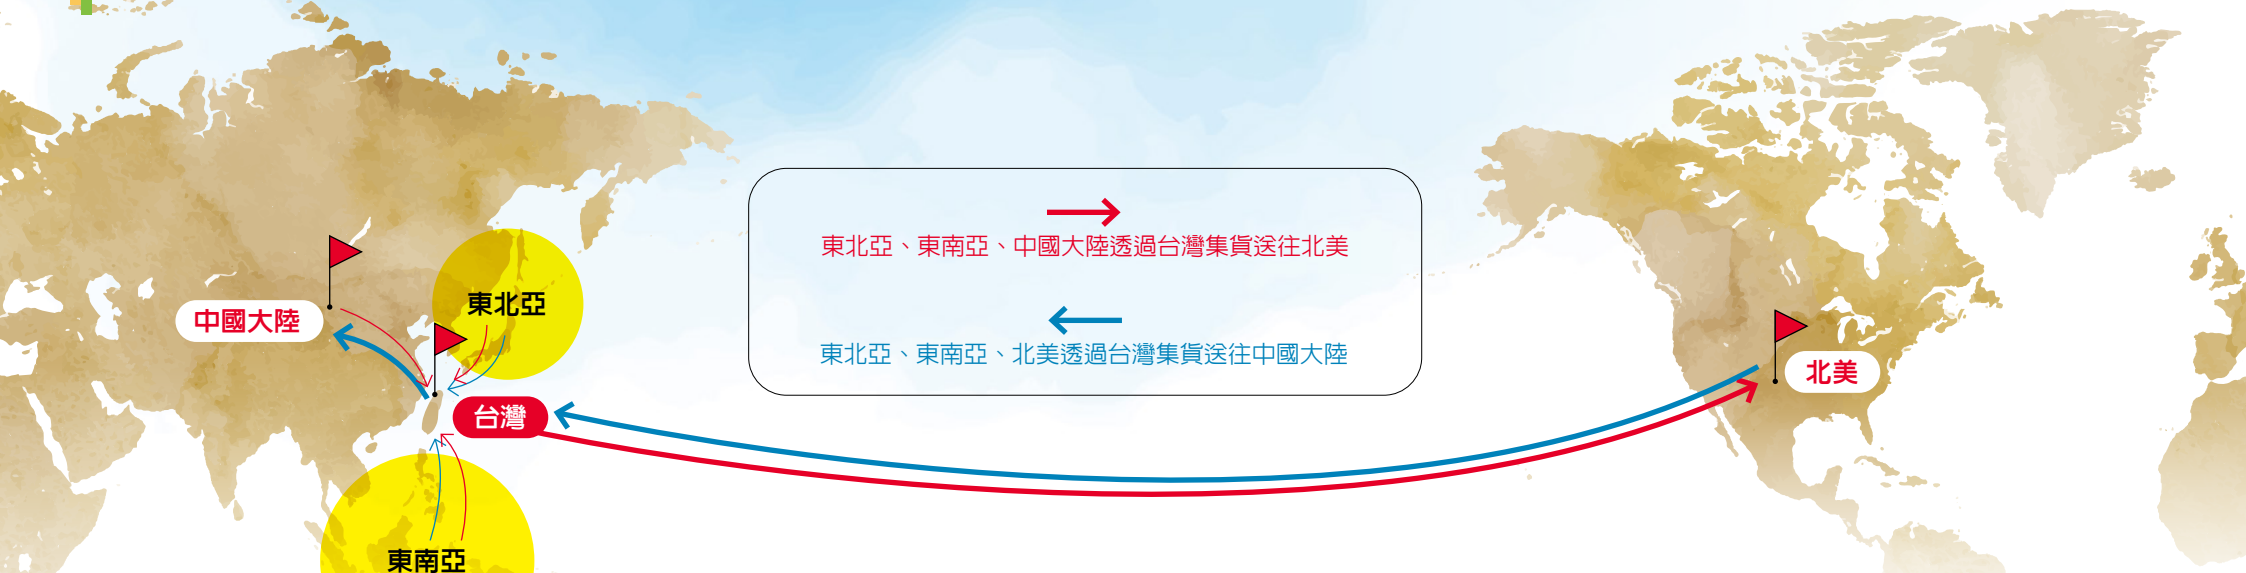 東北亞、東南亞、中國大陸透過台灣集貨送往北美
東北亞、東南亞、北美透過台灣集貨送往中國大陸
中國大陸
東北亞
台灣
東南亞
北美